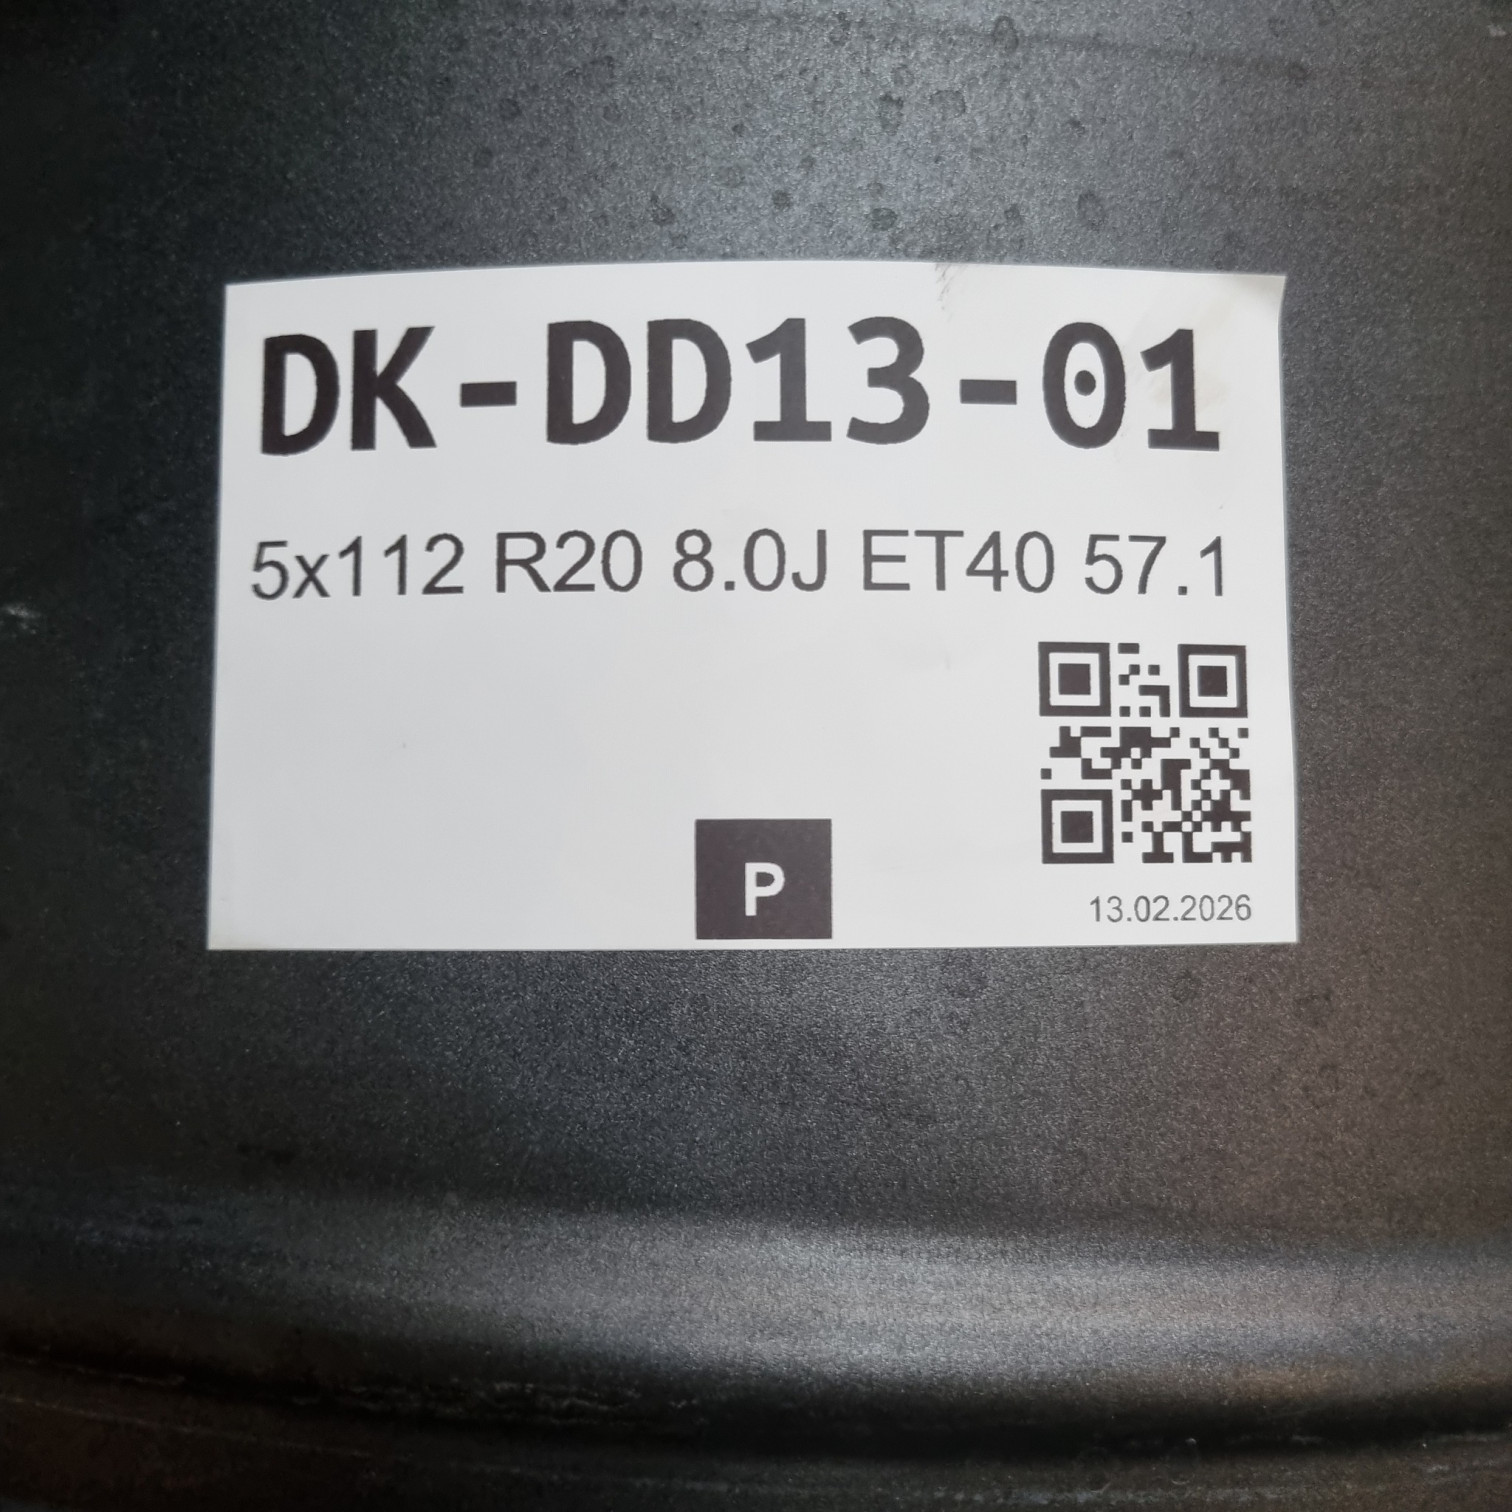 DK-DD13-01
5x112 R20 8.0J ET40 57.1
P
13.02.2026